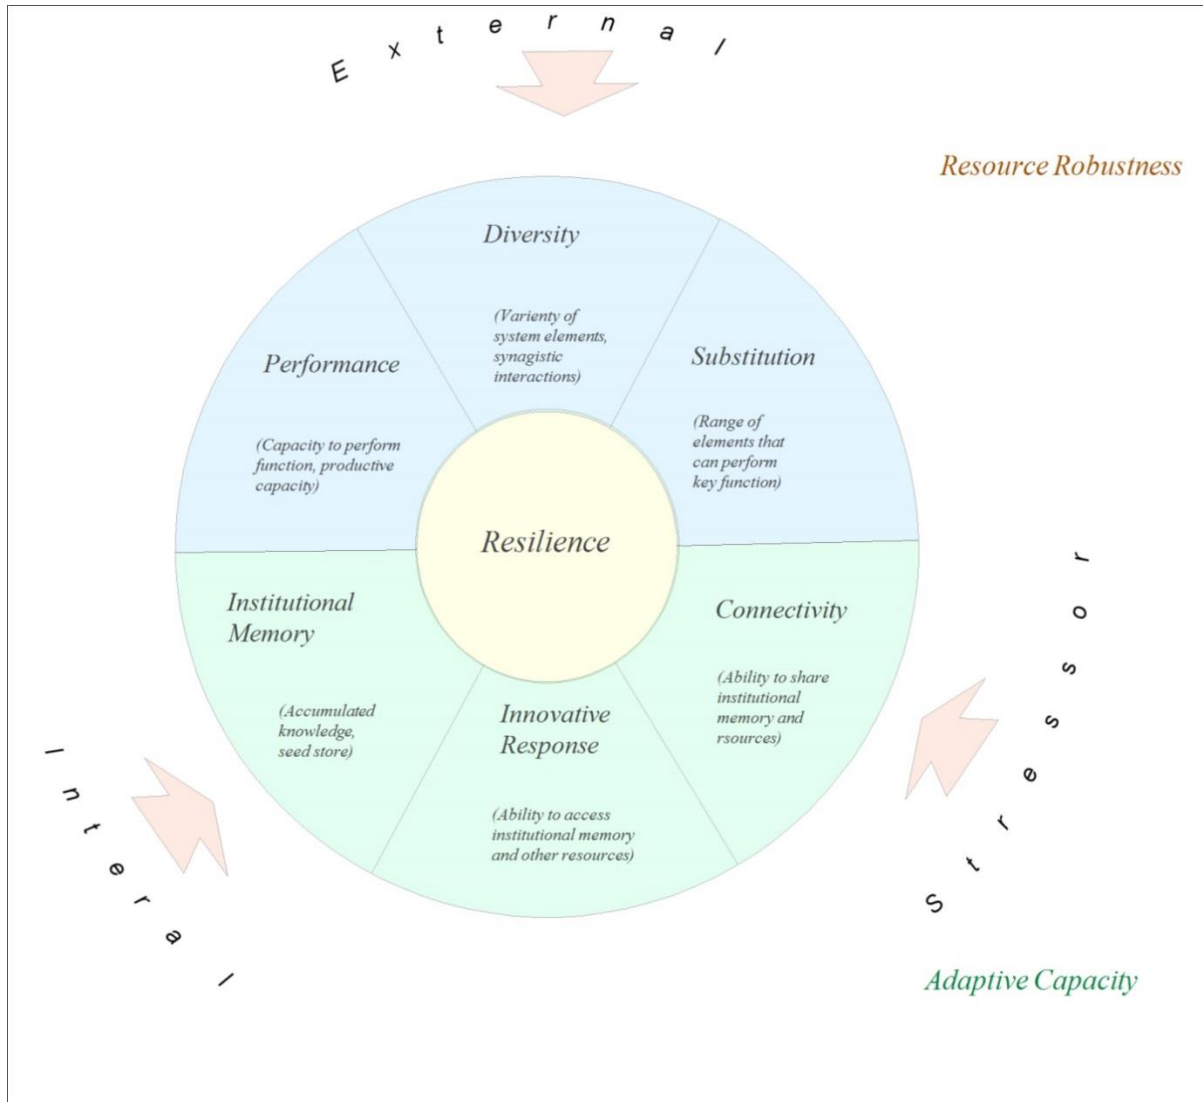 External
Resource Robustness
Diversity
(Varienty of
system elements,
synagistic
interactions)
Performance
(Capacity to perform
function, productive
capacity)
Substitution
(Range of
elements that
can perform
key function)
Resilience
Institutional
Memory
(Accumulated
knowledge,
seed store)
Innovative
Response
(Ability to access
institutional memory
and other resources)
Connectivity
(Ability to share
institutional
memory and
rsources)
Interal
Stressor
Adaptive Capacity